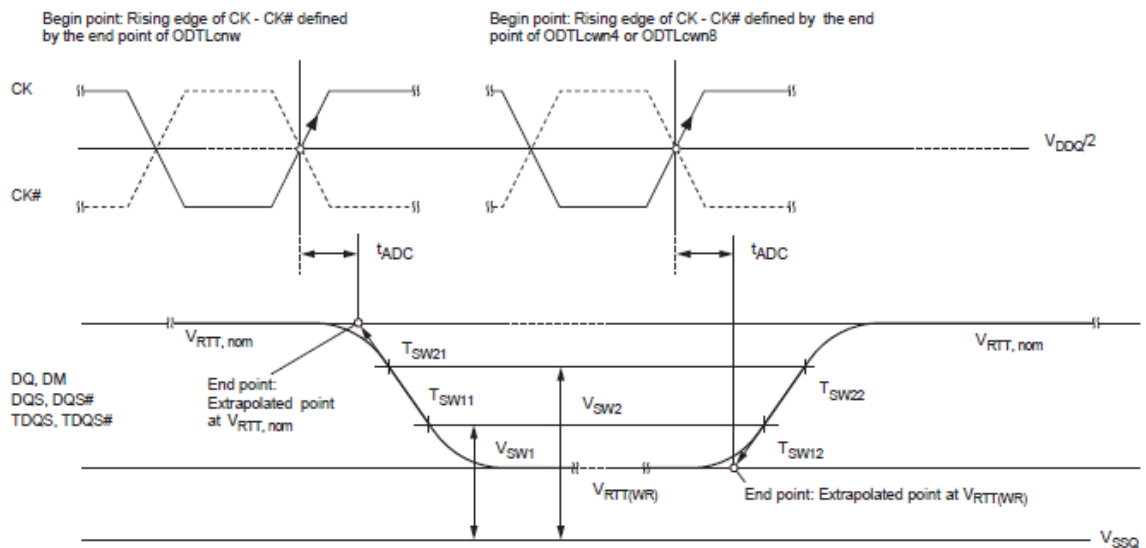 Begin point: Rising edge of CK - CK# defined
by the end point of ODTLcnw
Begin point: Rising edge of CK - CK# defined by the end
point of ODTLcwn4 or ODTLcwn8
CK
VDDQ/2
CK#
tADC
tADC
VRTT, nom
VRTT, nom
TSW21
DQ, DM
DQS, DQS#
TDQS, TDQS#
End point:
Extrapolated point
at VRTT, nom
TSW11
VSW2
TSW22
VSW1
TSW12
VRTT(WR)
End point: Extrapolated point at VRTT(WR)
VSSQ